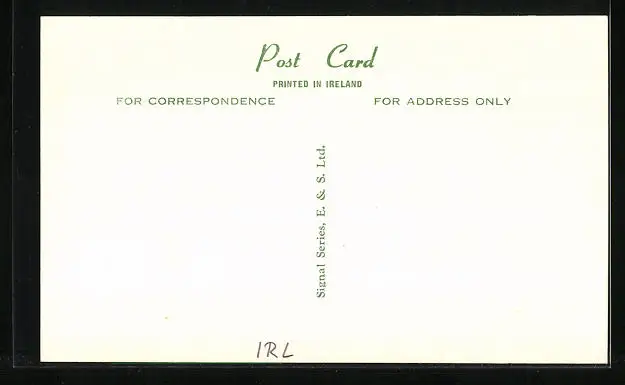 Post Card
PRINTED IN IRELAND
FOR CORRESPONDENCE
FOR ADDRESS ONLY
Signal Series, E. & S. Ltd.
IRL